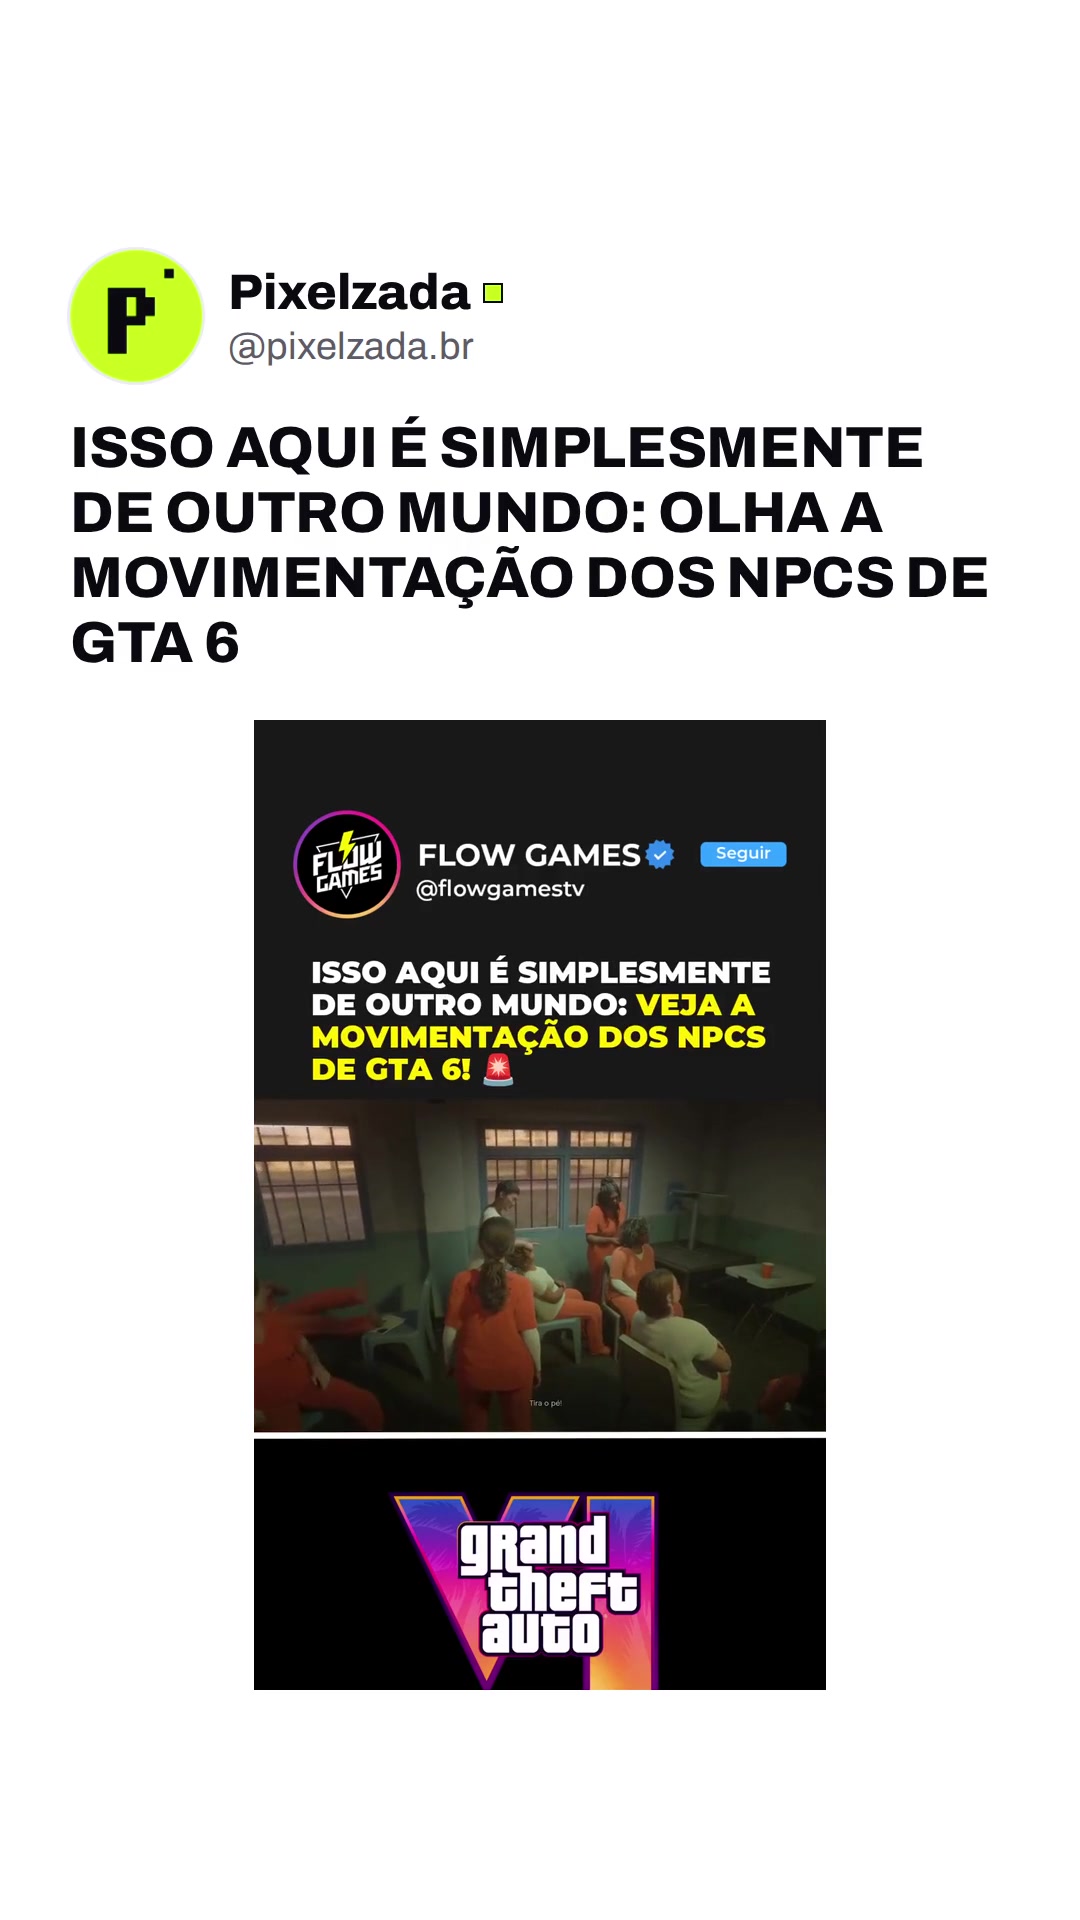 Pixelzada
@pixelzada.br
ISSO AQUI É SIMPLESMENTE
DE OUTRO MUNDO: OLHA A
MOVIMENTAÇÃO DOS NPCS DE
GTA 6
FLOW GAMES
FLOW GAMES
Seguir
@flowgamestv
ISSO AQUI É SIMPLESMENTE
DE OUTRO MUNDO: VEJA A
MOVIMENTAÇÃO DOS NPCS
DE GTA 6! 🚨
Tira o pé!
VI
grand
theft
auto